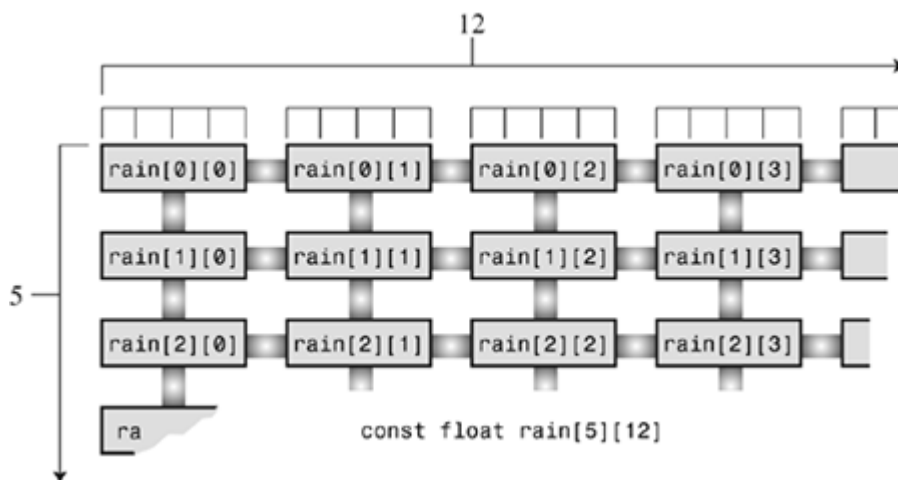 12
rain[0][0] rain[0][1] rain[0][2] rain[0][3]
rain[1][0] rain[1][1] rain[1][2] rain[1][3]
5
rain[2][0] rain[2][1] rain[2][2] rain[2][3]
ra const float rain[5][12]